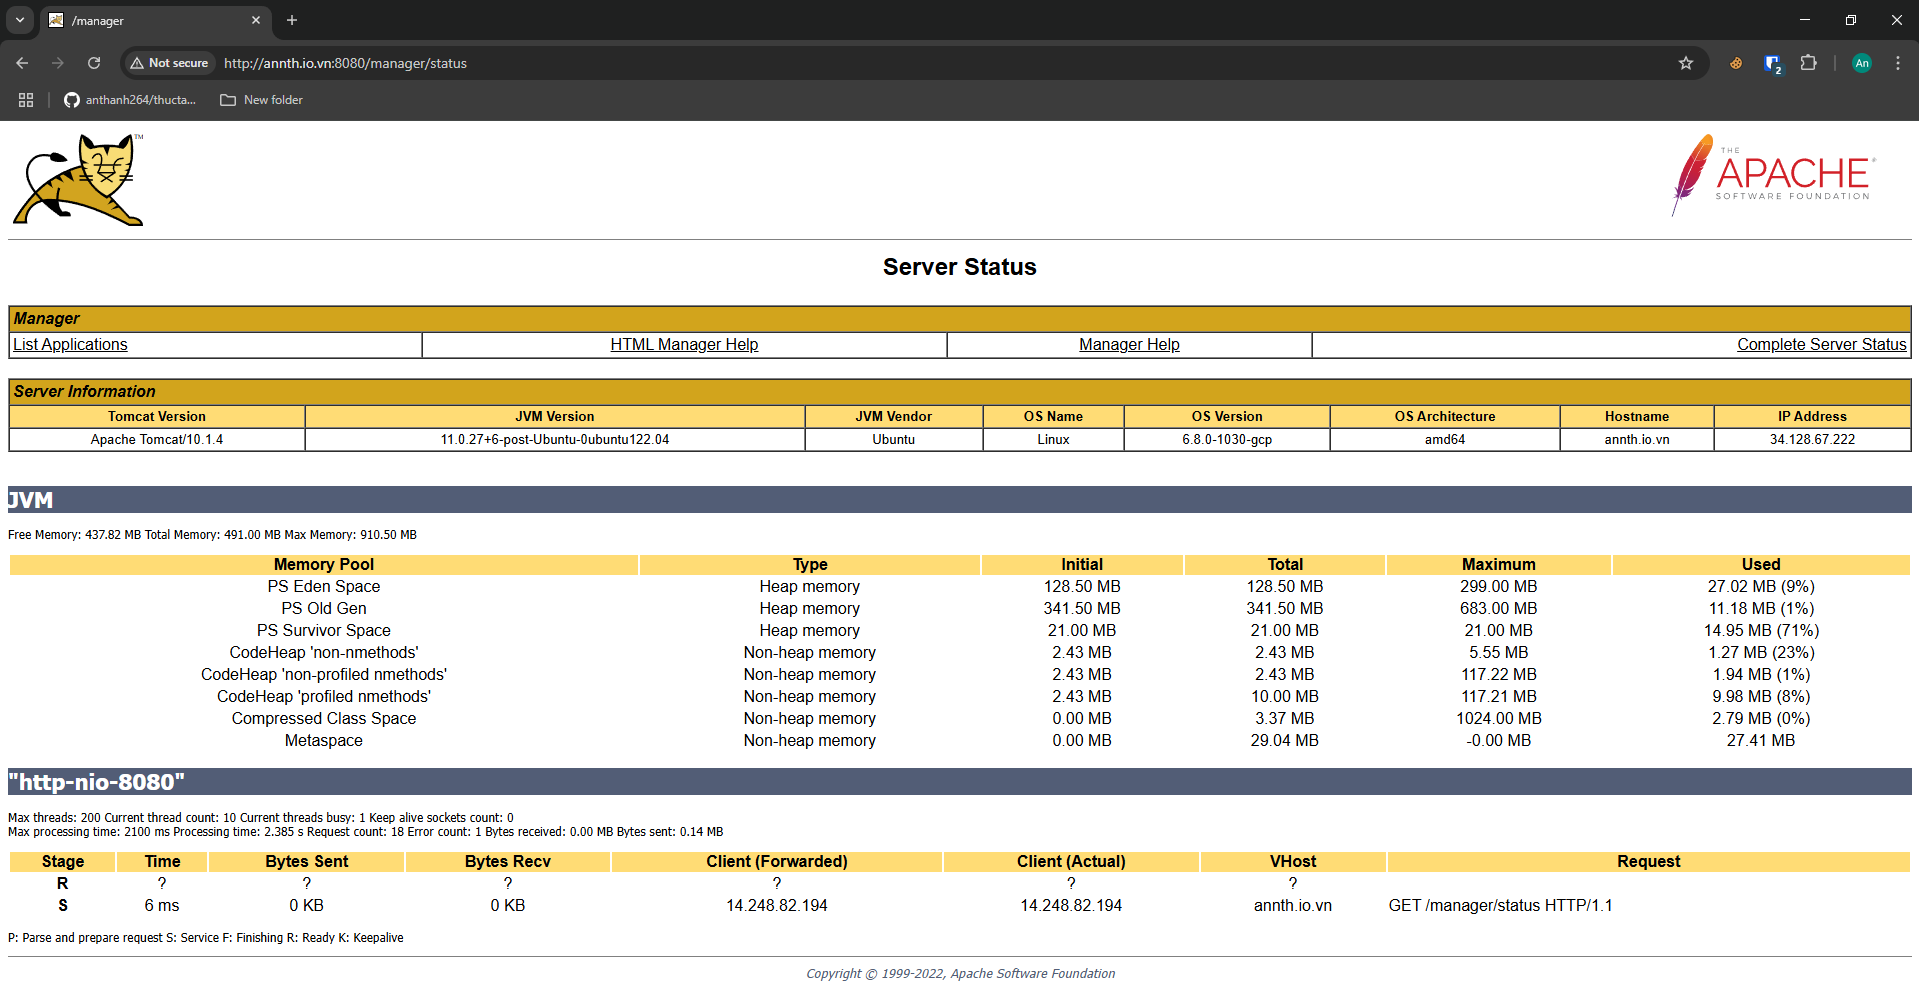 /manager
Not secure http://annth.io.vn:8080/manager/status
2
An
anthanh264/thucta... New folder
TM
THE
APACHE
SOFTWARE FOUNDATION
Server Status
Manager
List Applications HTML Manager Help Manager Help Complete Server Status
Server Information
Tomcat Version JVM Version JVM Vendor OS Name OS Version OS Architecture Hostname IP Address
Apache Tomcat/10.1.4 11.0.27+6-post-Ubuntu-0ubuntu122.04 Ubuntu Linux 6.8.0-1030-gcp amd64 annth.io.vn 34.128.67.222
JVM
Free Memory: 437.82 MB Total Memory: 491.00 MB Max Memory: 910.50 MB
Memory Pool Type Initial Total Maximum Used
PS Eden Space Heap memory 128.50 MB 128.50 MB 299.00 MB 27.02 MB (9%)
PS Old Gen Heap memory 341.50 MB 341.50 MB 683.00 MB 11.18 MB (1%)
PS Survivor Space Heap memory 21.00 MB 21.00 MB 21.00 MB 14.95 MB (71%)
CodeHeap 'non-nmethods' Non-heap memory 2.43 MB 2.43 MB 5.55 MB 1.27 MB (23%)
CodeHeap 'non-profiled nmethods' Non-heap memory 2.43 MB 2.43 MB 117.22 MB 1.94 MB (1%)
CodeHeap 'profiled nmethods' Non-heap memory 2.43 MB 10.00 MB 117.21 MB 9.98 MB (8%)
Compressed Class Space Non-heap memory 0.00 MB 3.37 MB 1024.00 MB 2.79 MB (0%)
Metaspace Non-heap memory 0.00 MB 29.04 MB -0.00 MB 27.41 MB
"http-nio-8080"
Max threads: 200 Current thread count: 10 Current threads busy: 1 Keep alive sockets count: 0
Max processing time: 2100 ms Processing time: 2.385 s Request count: 18 Error count: 1 Bytes received: 0.00 MB Bytes sent: 0.14 MB
Stage Time Bytes Sent Bytes Recv Client (Forwarded) Client (Actual) VHost Request
R ? ? ? ? ? ?
S 6 ms 0 KB 0 KB 14.248.82.194 14.248.82.194 annth.io.vn GET /manager/status HTTP/1.1
P: Parse and prepare request S: Service F: Finishing R: Ready K: Keepalive
Copyright © 1999-2022, Apache Software Foundation